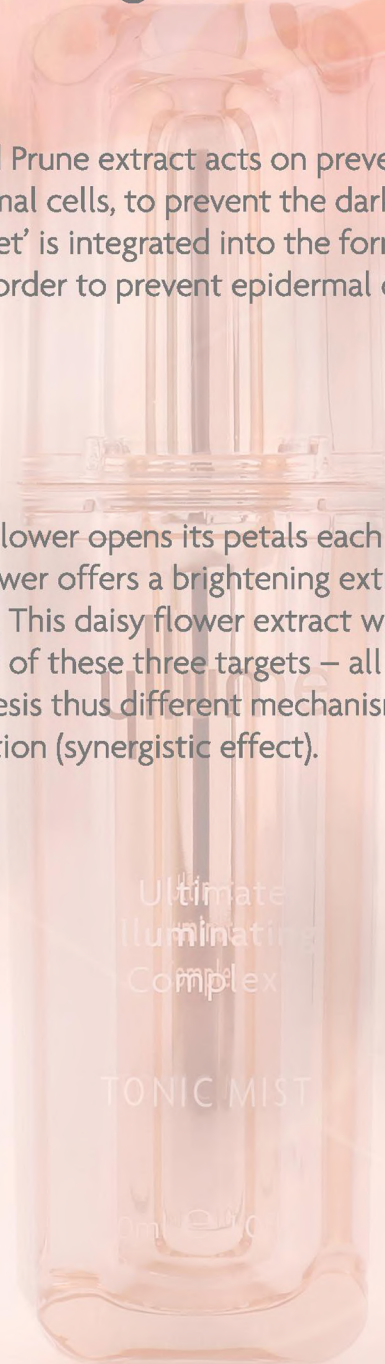 Prune extract acts on preve
mal cells, to prevent the dark
et’ is integrated into the for
order to prevent epidermal
lower opens its petals each
wer offers a brightening ext
This daisy flower extract w
of these three targets – all
esis thus different mechanism
tion (synergistic effect).
Ultimate
Illuminating
Complex
TONIC MIST